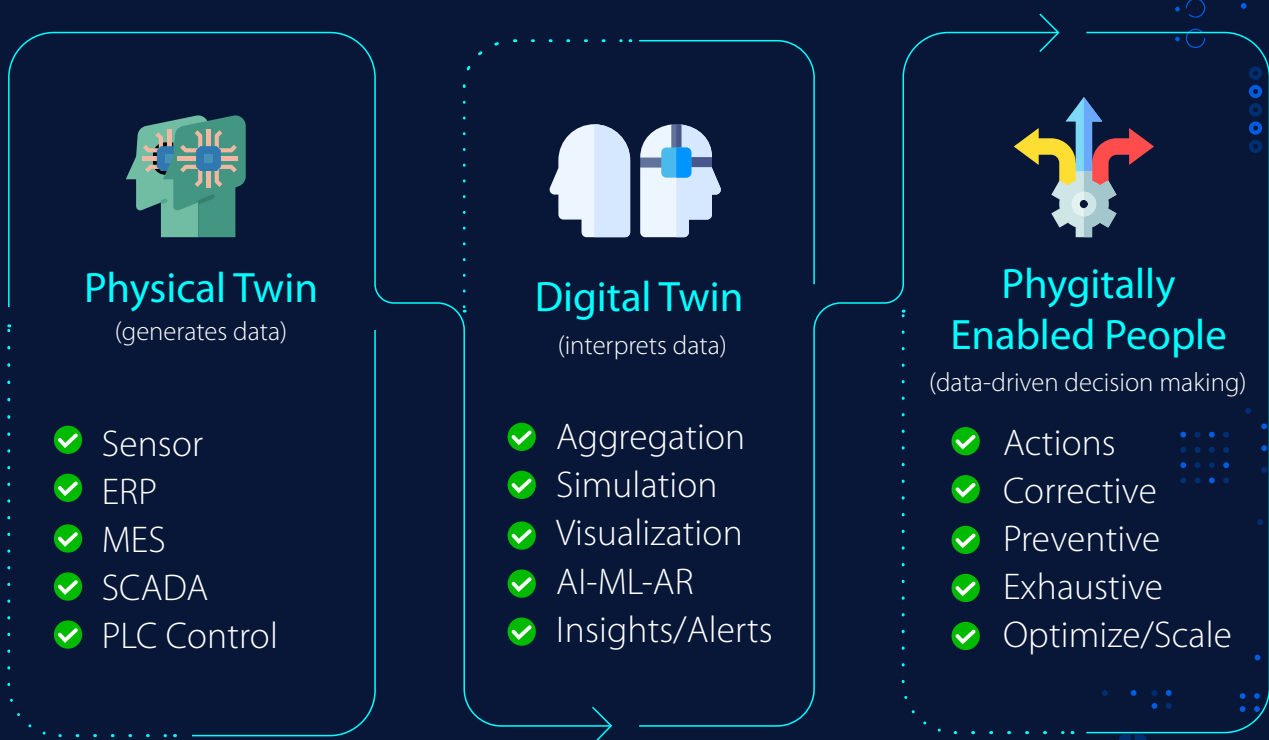 Physical Twin
(generates data)
Sensor
ERP
MES
SCADA
PLC Control
Digital Twin
(interprets data)
Aggregation
Simulation
Visualization
AI-ML-AR
Insights/Alerts
Phygitally
Enabled People
(data-driven decision making)
Actions
Corrective
Preventive
Exhaustive
Optimize/Scale